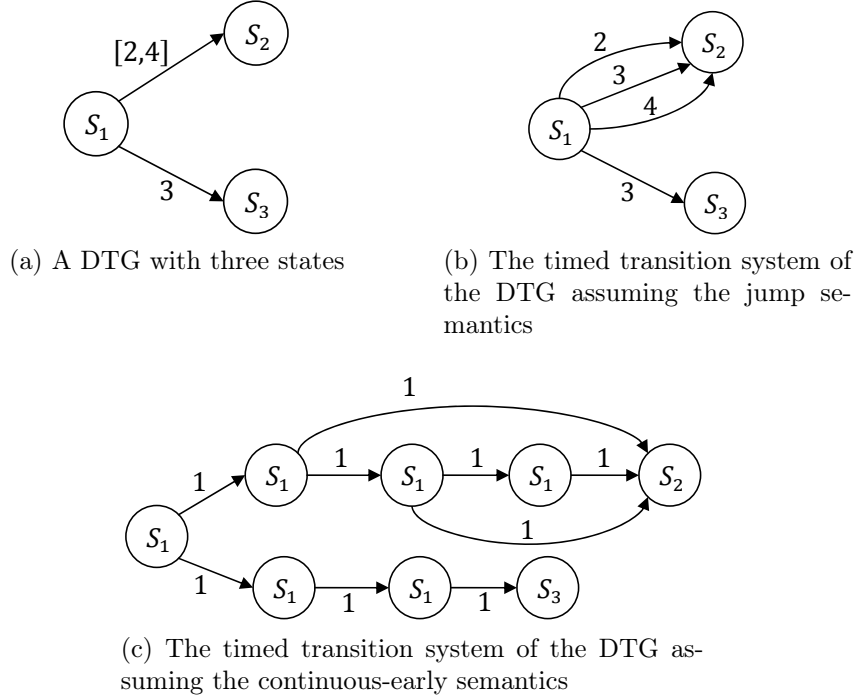 [2,4]
S₂
S₁
3
S₃
(a) A DTG with three states
2
3
4
S₂
S₁
3
S₃
(b) The timed transition system of
the DTG assuming the jump se-
mantics
1
1
S₁
1
S₁
1
S₁
1
S₂
1
S₁
1
S₁
1
S₁
1
S₃
(c) The timed transition system of the DTG as-
suming the continuous-early semantics